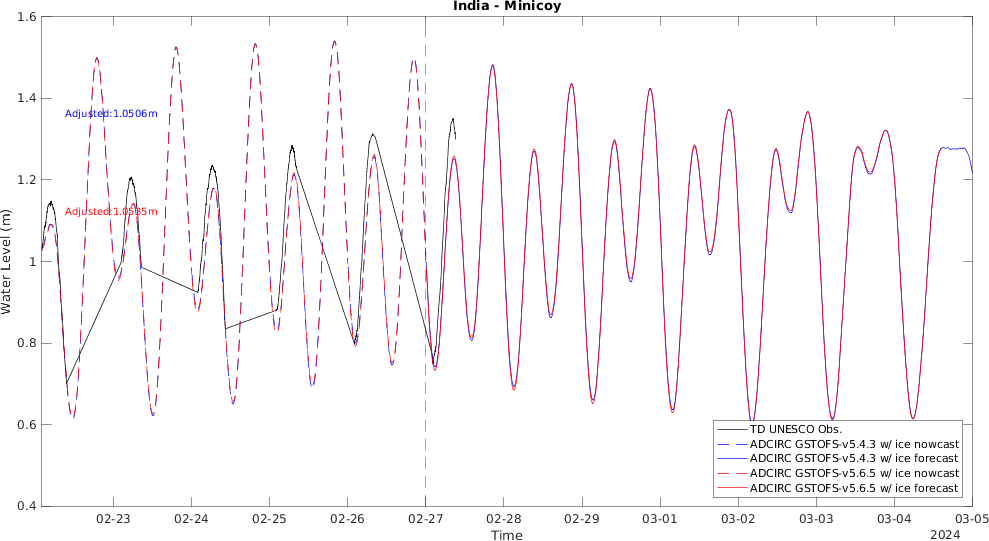 India - Minicoy
1.6
1.4
1.2
1
0.8
0.6
0.4
Water Level (m)
Adjusted:1.0506m
Adjusted:1.0535m
TD UNESCO Obs.
ADCIRC GSTOFS-v5.4.3 w/ ice nowcast
ADCIRC GSTOFS-v5.4.3 w/ ice forecast
ADCIRC GSTOFS-v5.6.5 w/ ice nowcast
ADCIRC GSTOFS-v5.6.5 w/ ice forecast
02-23 02-24 02-25 02-26 02-27 02-28 02-29 03-01 03-02 03-03 03-04 03-05
Time
2024